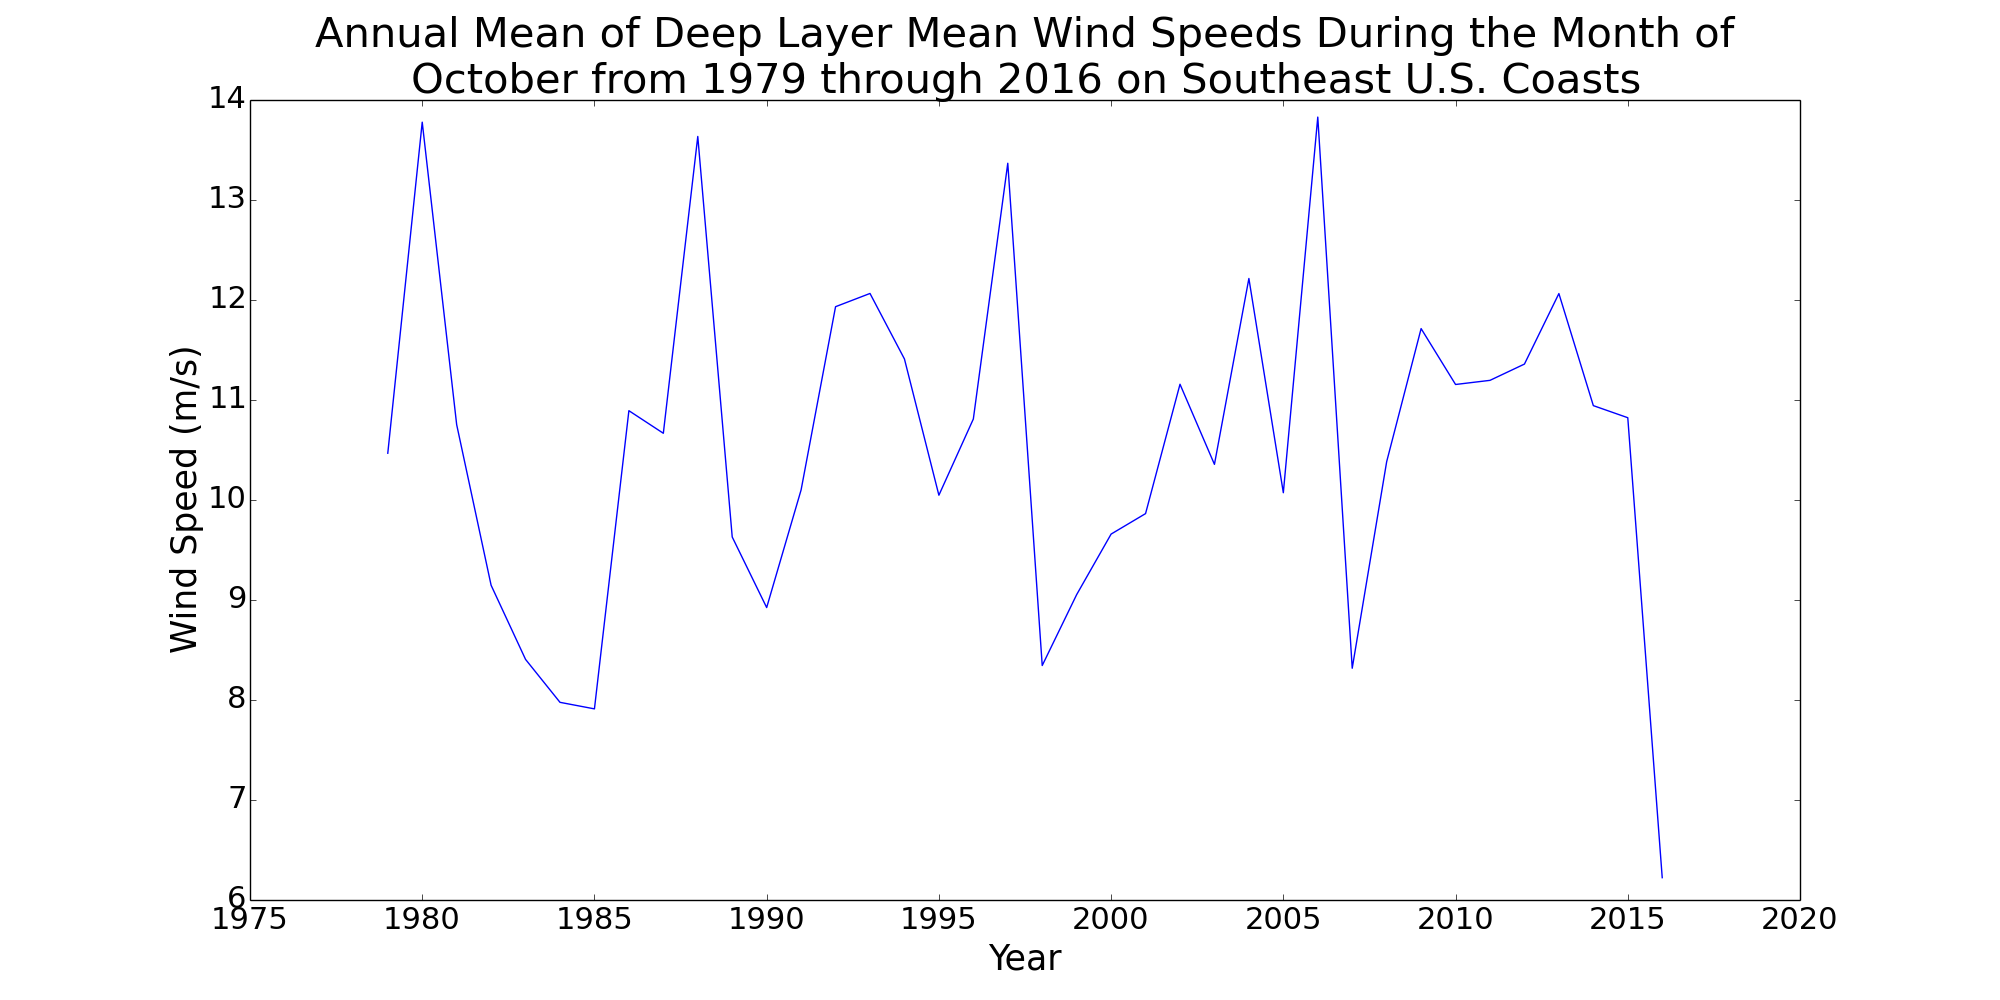 Annual Mean of Deep Layer Mean Wind Speeds During the Month of
October from 1979 through 2016 on Southeast U.S. Coasts
14
13
12
11
10
9
8
7
6
Wind Speed (m/s)
1975 1980 1985 1990 1995 2000 2005 2010 2015 2020
Year